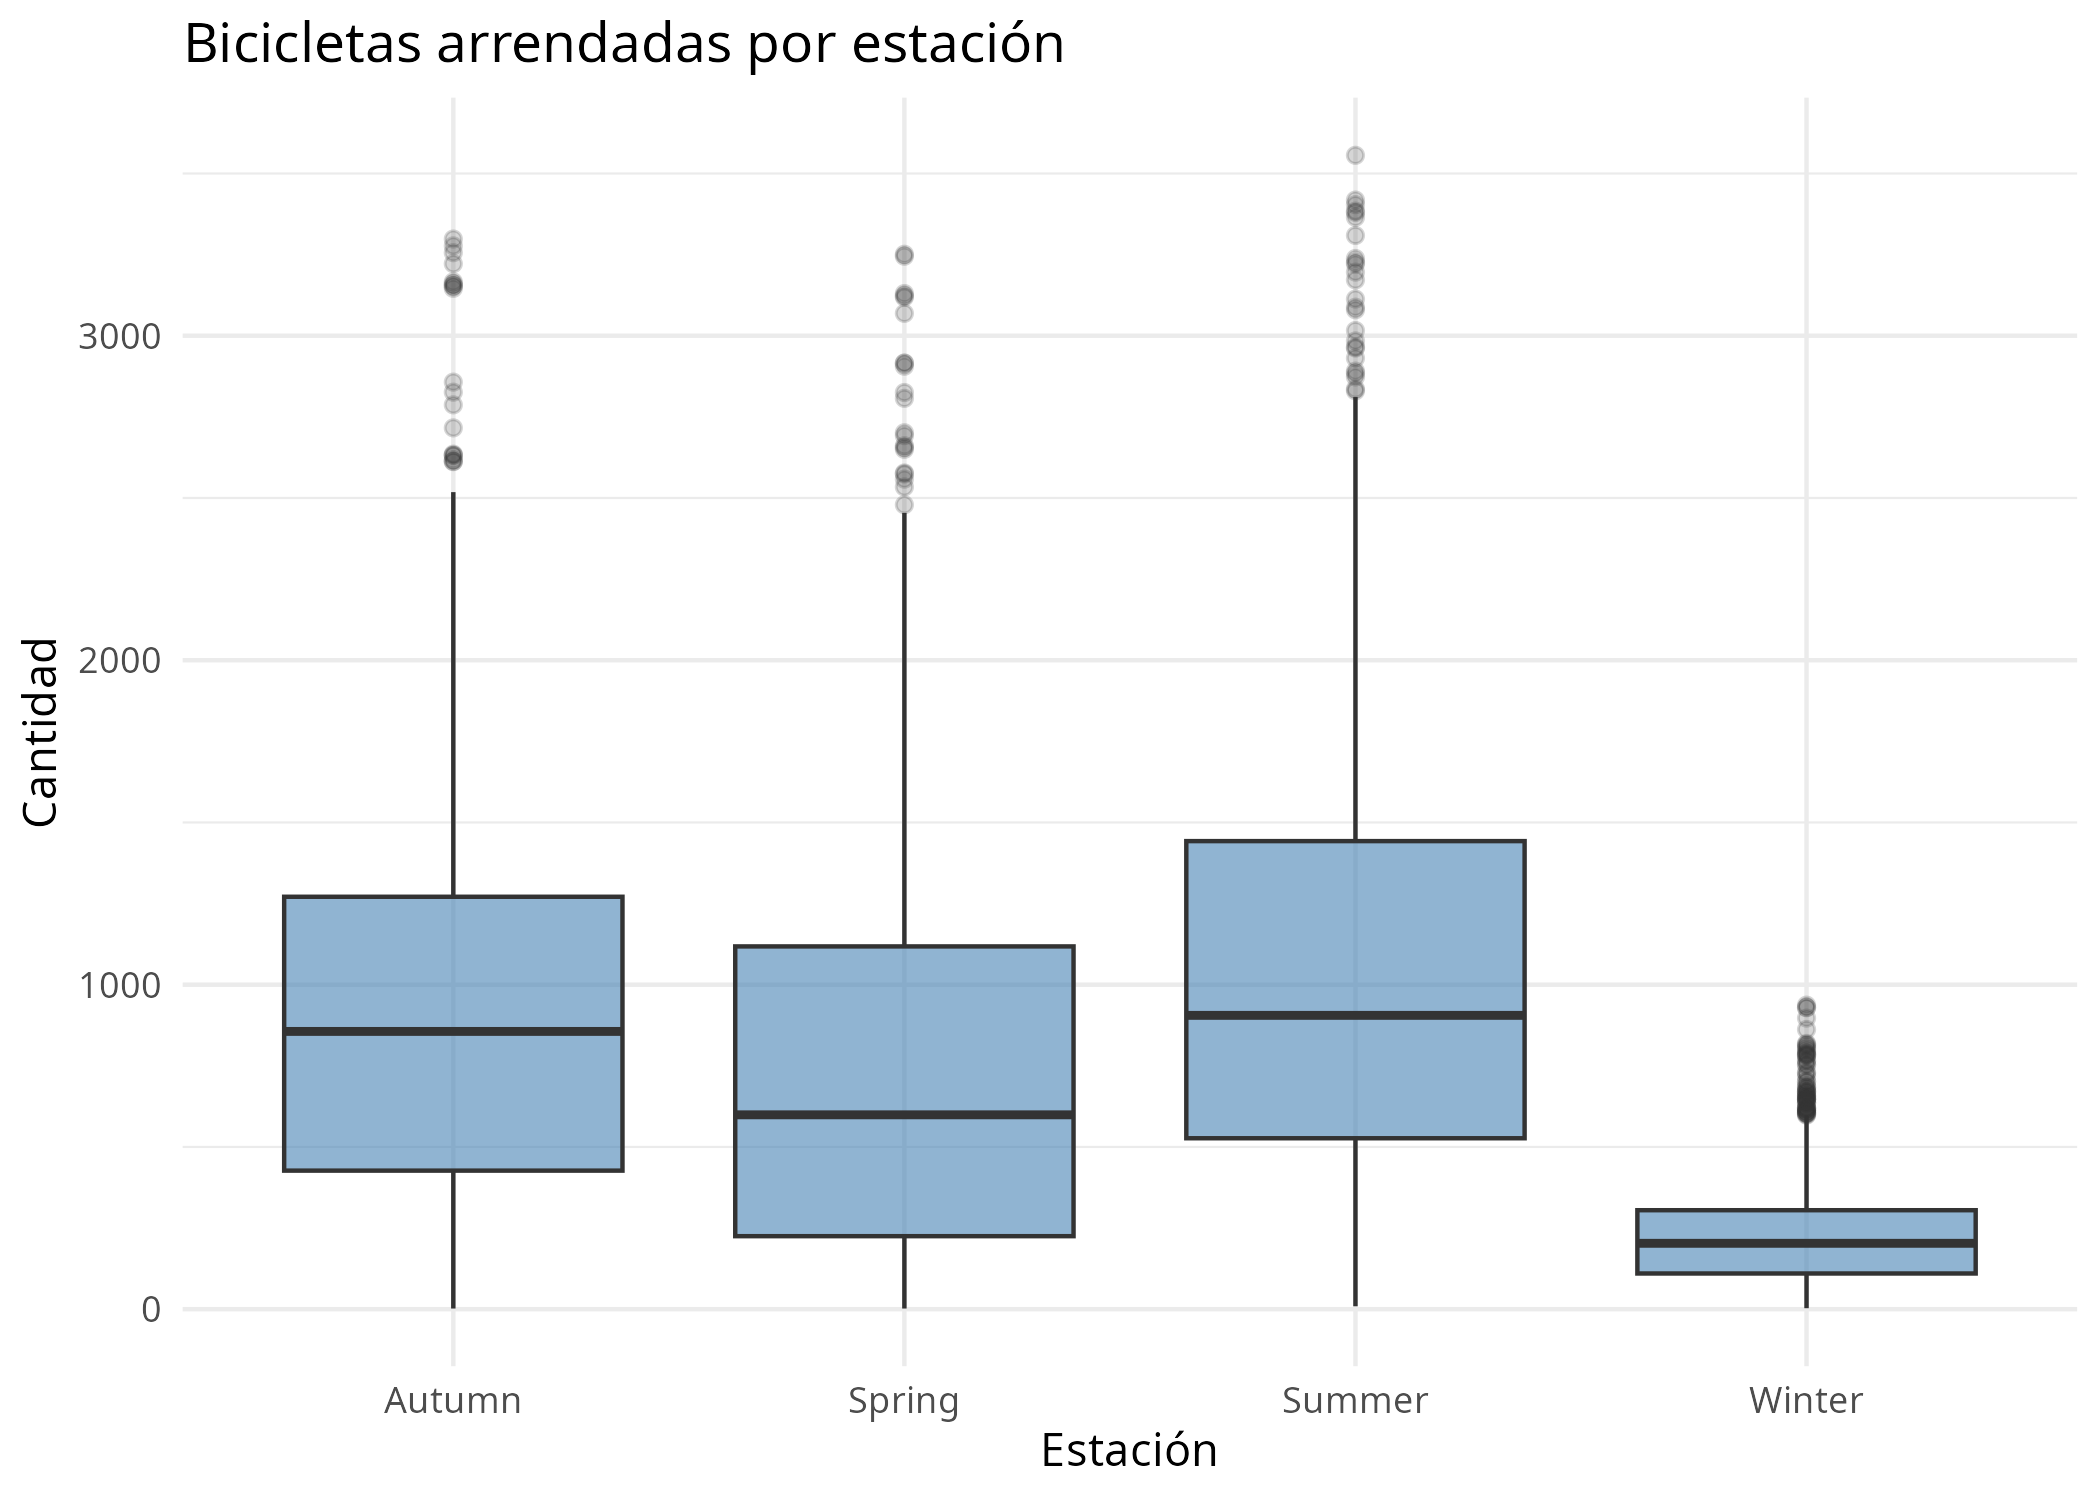 Bicicletas arrendadas por estación
Cantidad
3000
2000
1000
0
Autumn Spring Summer Winter
Estación